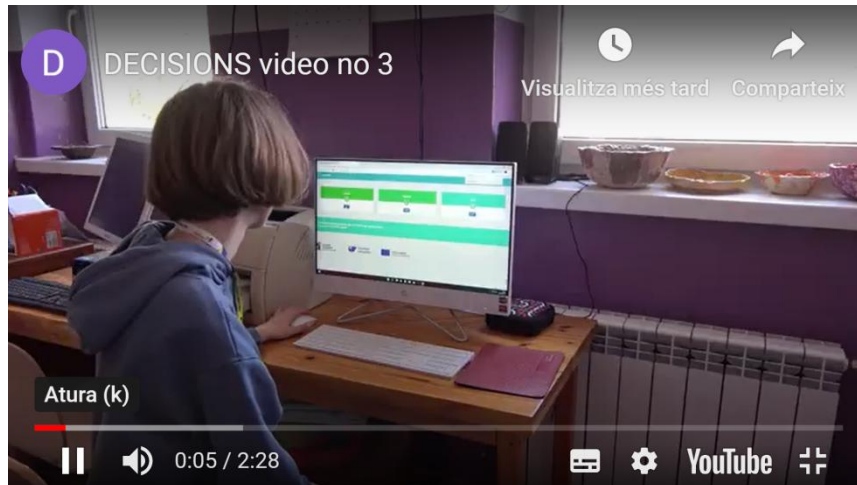 D
DECISIONS video no 3
Visualitza més tard
Comparteix
Atura (k)
0:05 / 2:28
YouTube